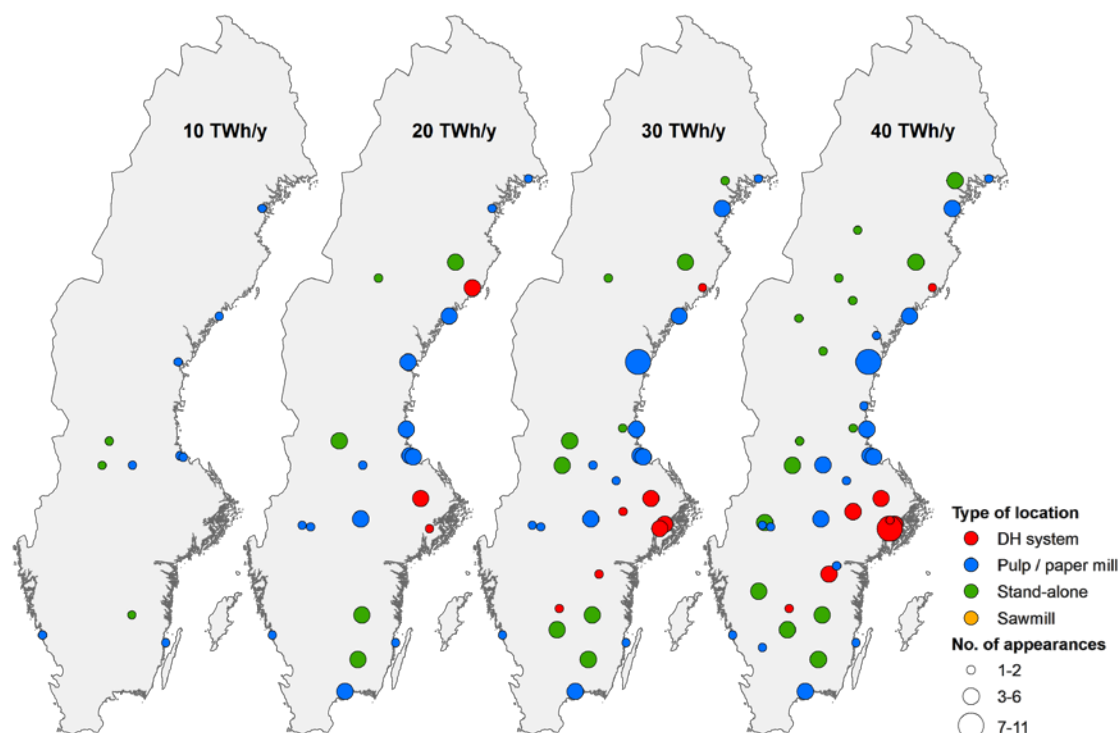 10 TWh/y
20 TWh/y
30 TWh/y
40 TWh/y
Type of location
DH system
Pulp / paper mill
Stand-alone
Sawmill
No. of appearances
1-2
3-6
7-11